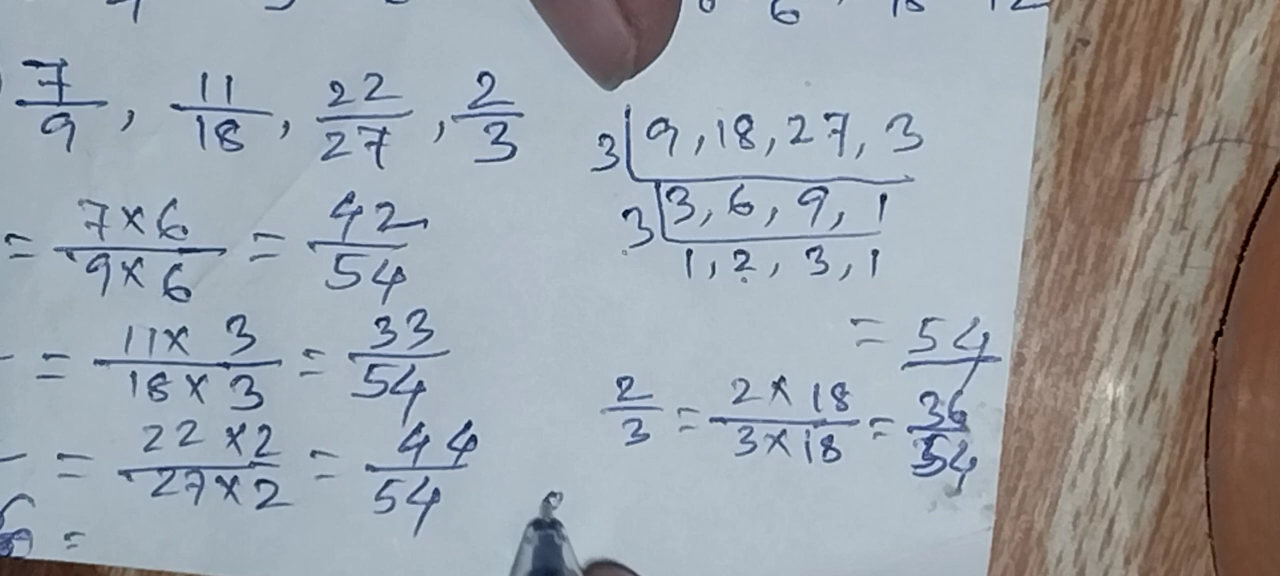 7/9, 11/18, 22/27, 2/3
3 | 9, 18, 27, 3
3 | 3, 6, 9, 1
1, 2, 3, 1
= 54
= 7×6/9×6 = 42/54
= 11×3/18×3 = 33/54
= 22×2/27×2 = 44/54
2/3 = 2×18/3×18 = 36/54
=